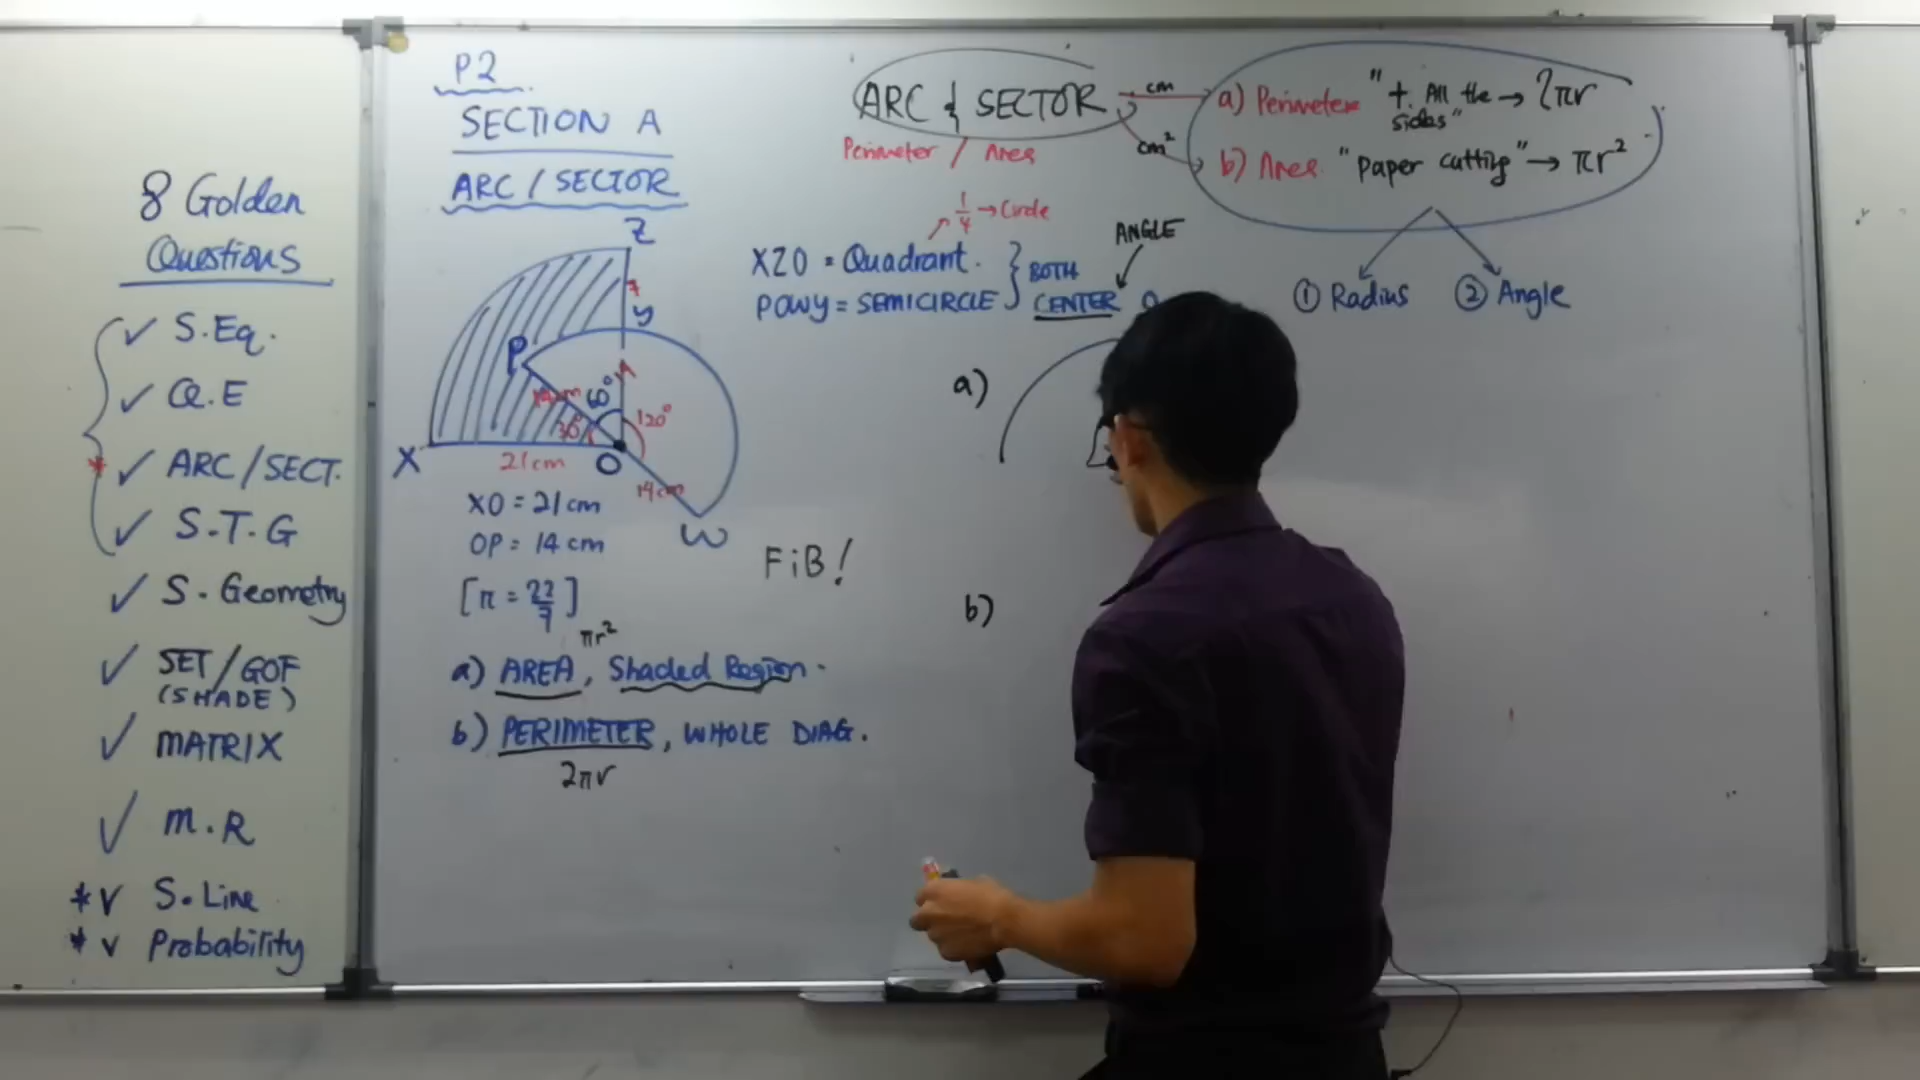 8 Golden
Questions
✓ S.Eq.
✓ Q.E
* ✓ ARC/SECT.
✓ S.T.G
✓ S. Geometry
✓ SET/GOF
(SHADE)
✓ MATRIX
✓ M.R
* ✓ S. Line
* ✓ Probability
P2
SECTION A
ARC/SECTOR
Z
7
y
P
60°
30°
120°
X
21cm
O
14cm
W
XO = 21cm
OP = 14 cm
[π = 22/7]
πr²
a) AREA, Shaded Region.
b) PERIMETER, WHOLE DIAG.
2πr
FiB!
ARC & SECTOR
Perimeter / Area
cm
cm²
a) Perimeter "+ All the sides" → 2πr
b) Area "Paper cutting" → πr²
① Radius ② Angle
1/4 → Circle
XZO = Quadrant.
POWY = SEMICIRCLE
} BOTH
CENTER O
ANGLE
a)
b)